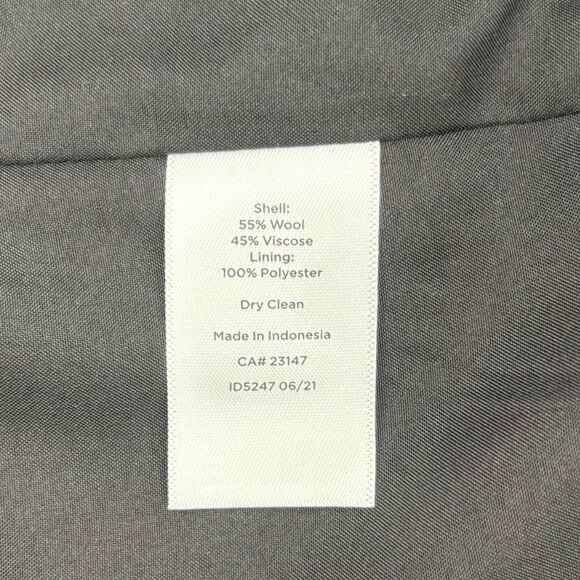 Shell:
55% Wool
45% Viscose
Lining:
100% Polyester
Dry Clean
Made In Indonesia
CA# 23147
ID5247 06/21